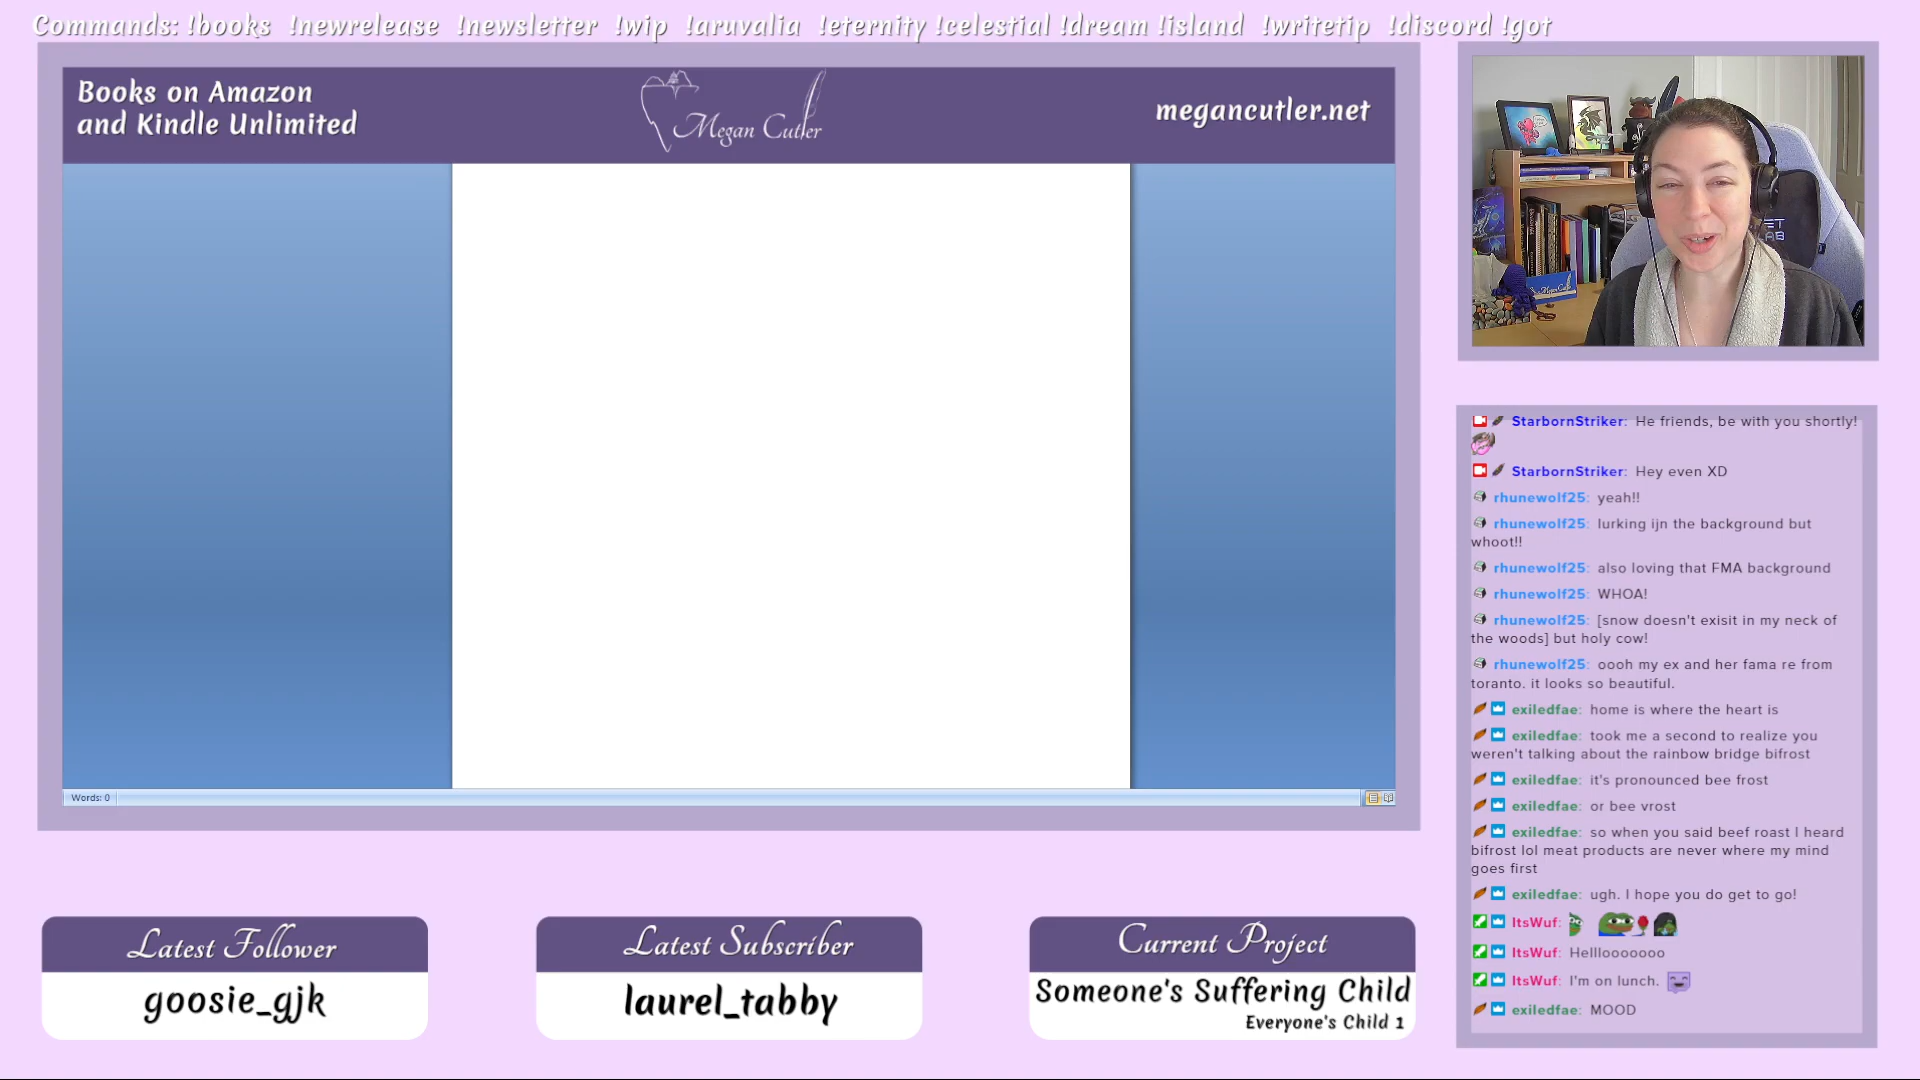 Commands: !books !newrelease !newsletter !wip !aruvalia !eternity !celestial !dream !island !writetip !discord !got
Books on Amazon
and Kindle Unlimited
Megan Cutler
megancutler.net
Words: 0
StarbornStriker: He friends, be with you shortly!
StarbornStriker: Hey even XD
rhunewolf25: yeah!!
rhunewolf25: lurking ijn the background but
whoot!!
rhunewolf25: also loving that FMA background
rhunewolf25: WHOA!
rhunewolf25: [snow doesn't exisit in my neck of
the woods] but holy cow!
rhunewolf25: oooh my ex and her fama re from
toranto. it looks so beautiful.
exiledfae: home is where the heart is
exiledfae: took me a second to realize you
weren't talking about the rainbow bridge bifrost
exiledfae: it's pronounced bee frost
exiledfae: or bee vrost
exiledfae: so when you said beef roast I heard
bifrost lol meat products are never where my mind
goes first
exiledfae: ugh. I hope you do get to go!
ItsWuf:
ItsWuf: Hellloooooooo
ItsWuf: I'm on lunch.
exiledfae: MOOD
Latest Follower
goosie_gjk
Latest Subscriber
laurel_tabby
Current Project
Someone's Suffering Child
Everyone's Child 1